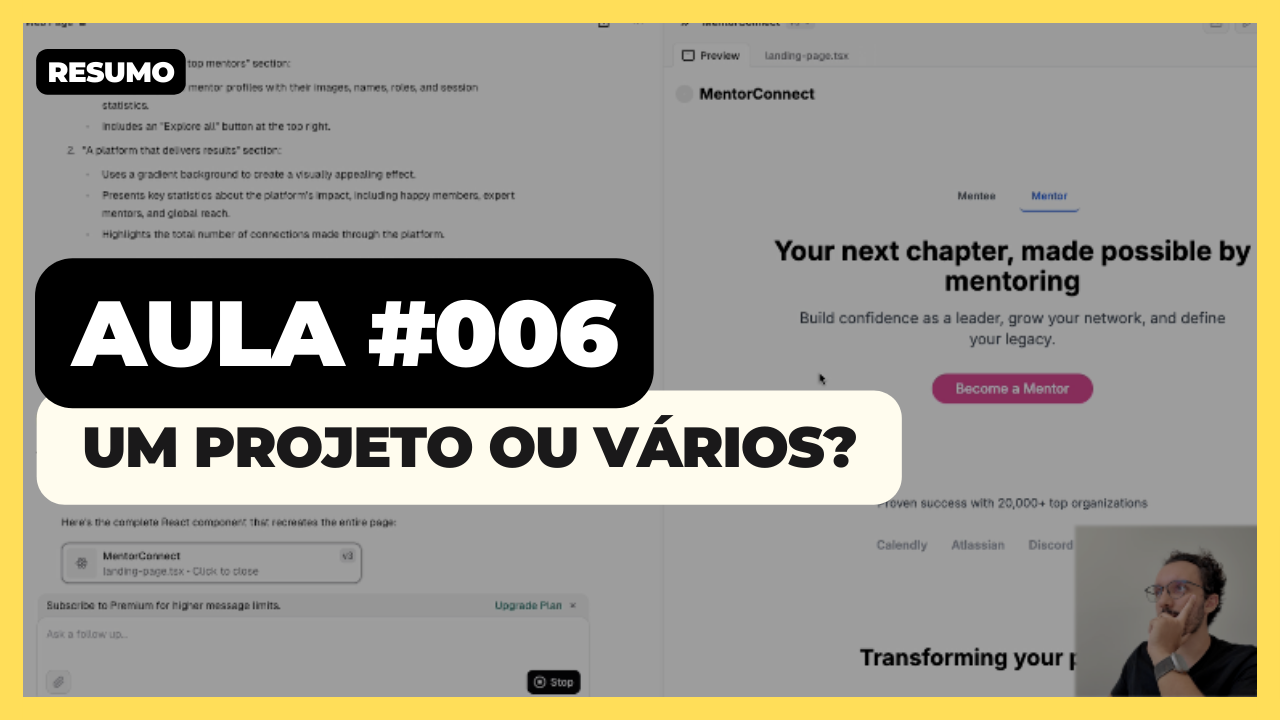 RESUMO
top mentors" section:
mentor profiles with their images, names, roles, and session
statistics.
Includes an "Explore all" button at the top right.
2. "A platform that delivers results" section:
Uses a gradient background to create a visually appealing effect.
Presents key statistics about the platform's impact, including happy members, expert
mentors, and global reach.
Highlights the total number of connections made through the platform.
AULA #006
UM PROJETO OU VÁRIOS?
Here's the complete React component that recreates the entire page:
MentorConnect v3
landing-page.tsx - Click to close
Subscribe to Premium for higher message limits. Upgrade Plan ×
Ask a follow up...
Stop
MentorConnect
Preview landing-page.tsx
MentorConnect
Mentee Mentor
Your next chapter, made possible by
mentoring
Build confidence as a leader, grow your network, and define
your legacy.
Become a Mentor
Proven success with 20,000+ top organizations
Calendly Atlassian Discord
Transforming your